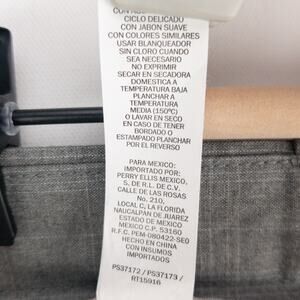 CICLO DELICADO
CON JABON SUAVE
CON COLORES SIMILARES
USAR BLANQUEADOR
SIN CLORO CUANDO
SEA NECESARIO
NO EXPRIMIR
SECAR EN SECADORA
DOMESTICA A
TEMPERATURA BAJA
PLANCHAR A
TEMPERATURA
MEDIA (150ºC)
O LAVAR EN SECO
EN CASO DE TENER
BORDADO O
ESTAMPADO PLANCHAR
POR EL REVERSO
PARA MEXICO:
IMPORTADO POR:
PERRY ELLIS MEXICO,
S. DE R.L. DE C.V.
CALLE DE LAS ROSAS
No. 210,
LOCAL C, LA FLORIDA
NAUCALPAN DE JUAREZ
ESTADO DE MEXICO
MEXICO C.P. 53160
R.F.C. PEM-080422-SE0
HECHO EN CHINA
CON INSUMOS
IMPORTADOS
PS37172 / PS37173 /
RT15916